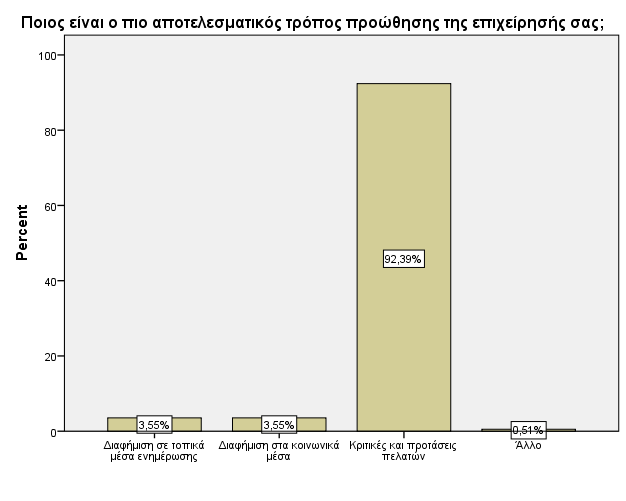 Ποιος είναι ο πιο αποτελεσματικός τρόπος προώθησης της επιχείρησής σας;
Percent
100
80
60
40
20
0
3,55%
3,55%
92,39%
0,51%
Διαφήμιση σε τοπικά
μέσα ενημέρωσης
Διαφήμιση στα κοινωνικά
μέσα
Κριτικές και προτάσεις
πελατών
Άλλο